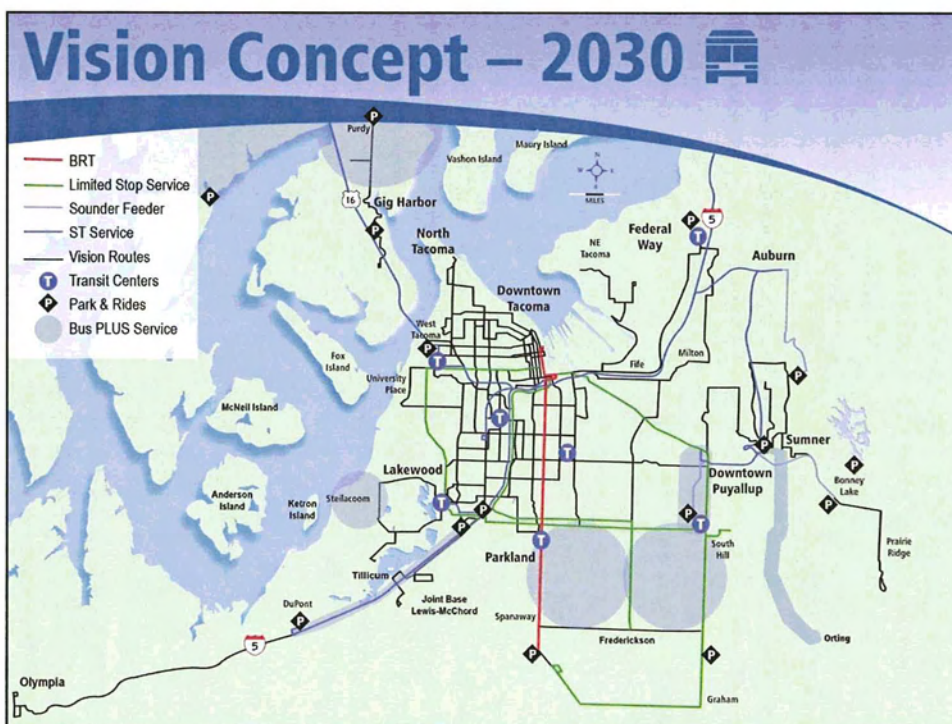 Vision Concept – 2030
BRT
Limited Stop Service
Sounder Feeder
ST Service
Vision Routes
T Transit Centers
P Park & Rides
Bus PLUS Service
P
Purdy
Vashon Island
Maury Island
N
W E
S
MILES
P
16
Gig Harbor
P
North
Tacoma
NE
Tacoma
Federal
Way
P
T
5
Auburn
Downtown
Tacoma
West
Tacoma
P
T
Fox
Island
University
Place
Fife
Milton
P
McNeil Island
T
T
Sumner
P
Downtown
Puyallup
P
Bonney
Lake
P
Lakewood
Steilacoom
Ketron
Island
Anderson
Island
T
P
P
P
T
South
Hill
Prairie
Ridge
Parkland
T
Tillicum
Joint Base
Lewis-McChord
DuPont
P
Spanaway
Frederickson
Orting
5
P
P
Olympia
Graham